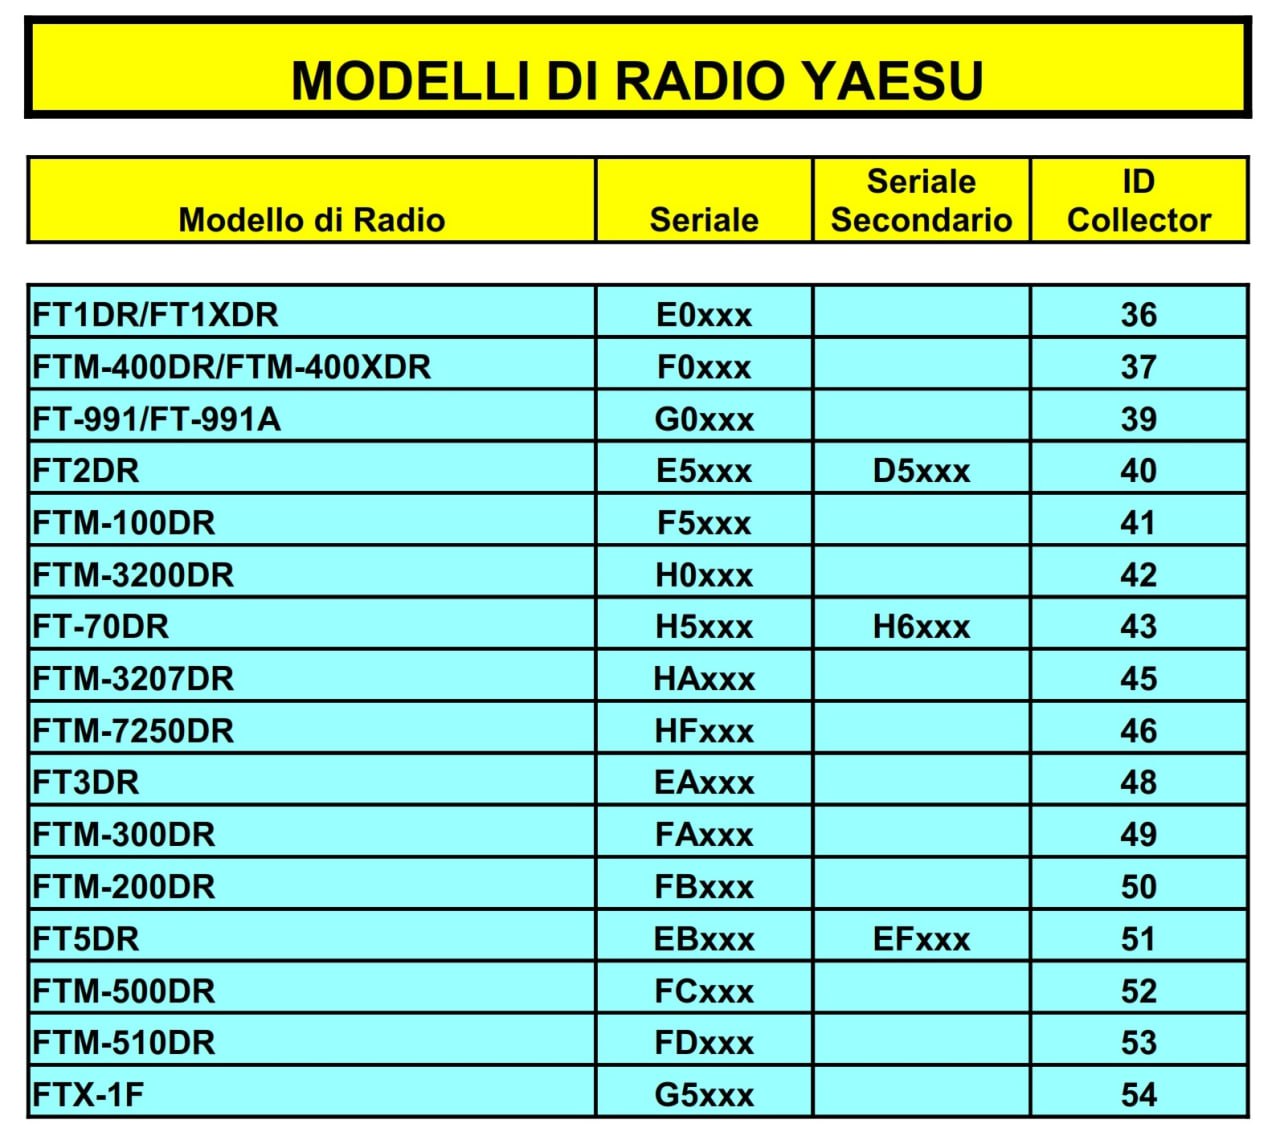 MODELLI DI RADIO YAESU
Modello di Radio Seriale Seriale Secondario ID Collector
FT1DR/FT1XDR E0xxx 36
FTM-400DR/FTM-400XDR F0xxx 37
FT-991/FT-991A G0xxx 39
FT2DR E5xxx D5xxx 40
FTM-100DR F5xxx 41
FTM-3200DR H0xxx 42
FT-70DR H5xxx H6xxx 43
FTM-3207DR HAxxx 45
FTM-7250DR HFxxx 46
FT3DR EAxxx 48
FTM-300DR FAxxx 49
FTM-200DR FBxxx 50
FT5DR EBxxx EFxxx 51
FTM-500DR FCxxx 52
FTM-510DR FDxxx 53
FTX-1F G5xxx 54